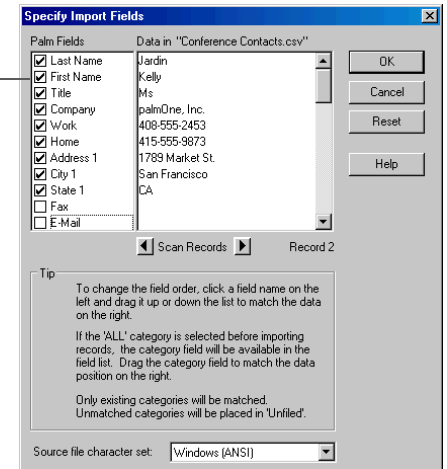 Specify Import Fields
Palm Fields Data in "Conference Contacts.csv"
Last Name Jardin
First Name Kelly
Title Ms
Company palmOne, Inc.
Work 408-555-2453
Home 415-555-9873
Address 1 1789 Market St.
City 1 San Francisco
State 1 CA
Fax
E-Mail
OK
Cancel
Reset
Help
Scan Records Record 2
Tip
To change the field order, click a field name on the
left and drag it up or down the list to match the data
on the right.
If the 'ALL' category is selected before importing
records, the category field will be available in the
field list. Drag the category field to match the data
position on the right.
Only existing categories will be matched.
Unmatched categories will be placed in 'Unfiled'.
Source file character set: Windows (ANSI)